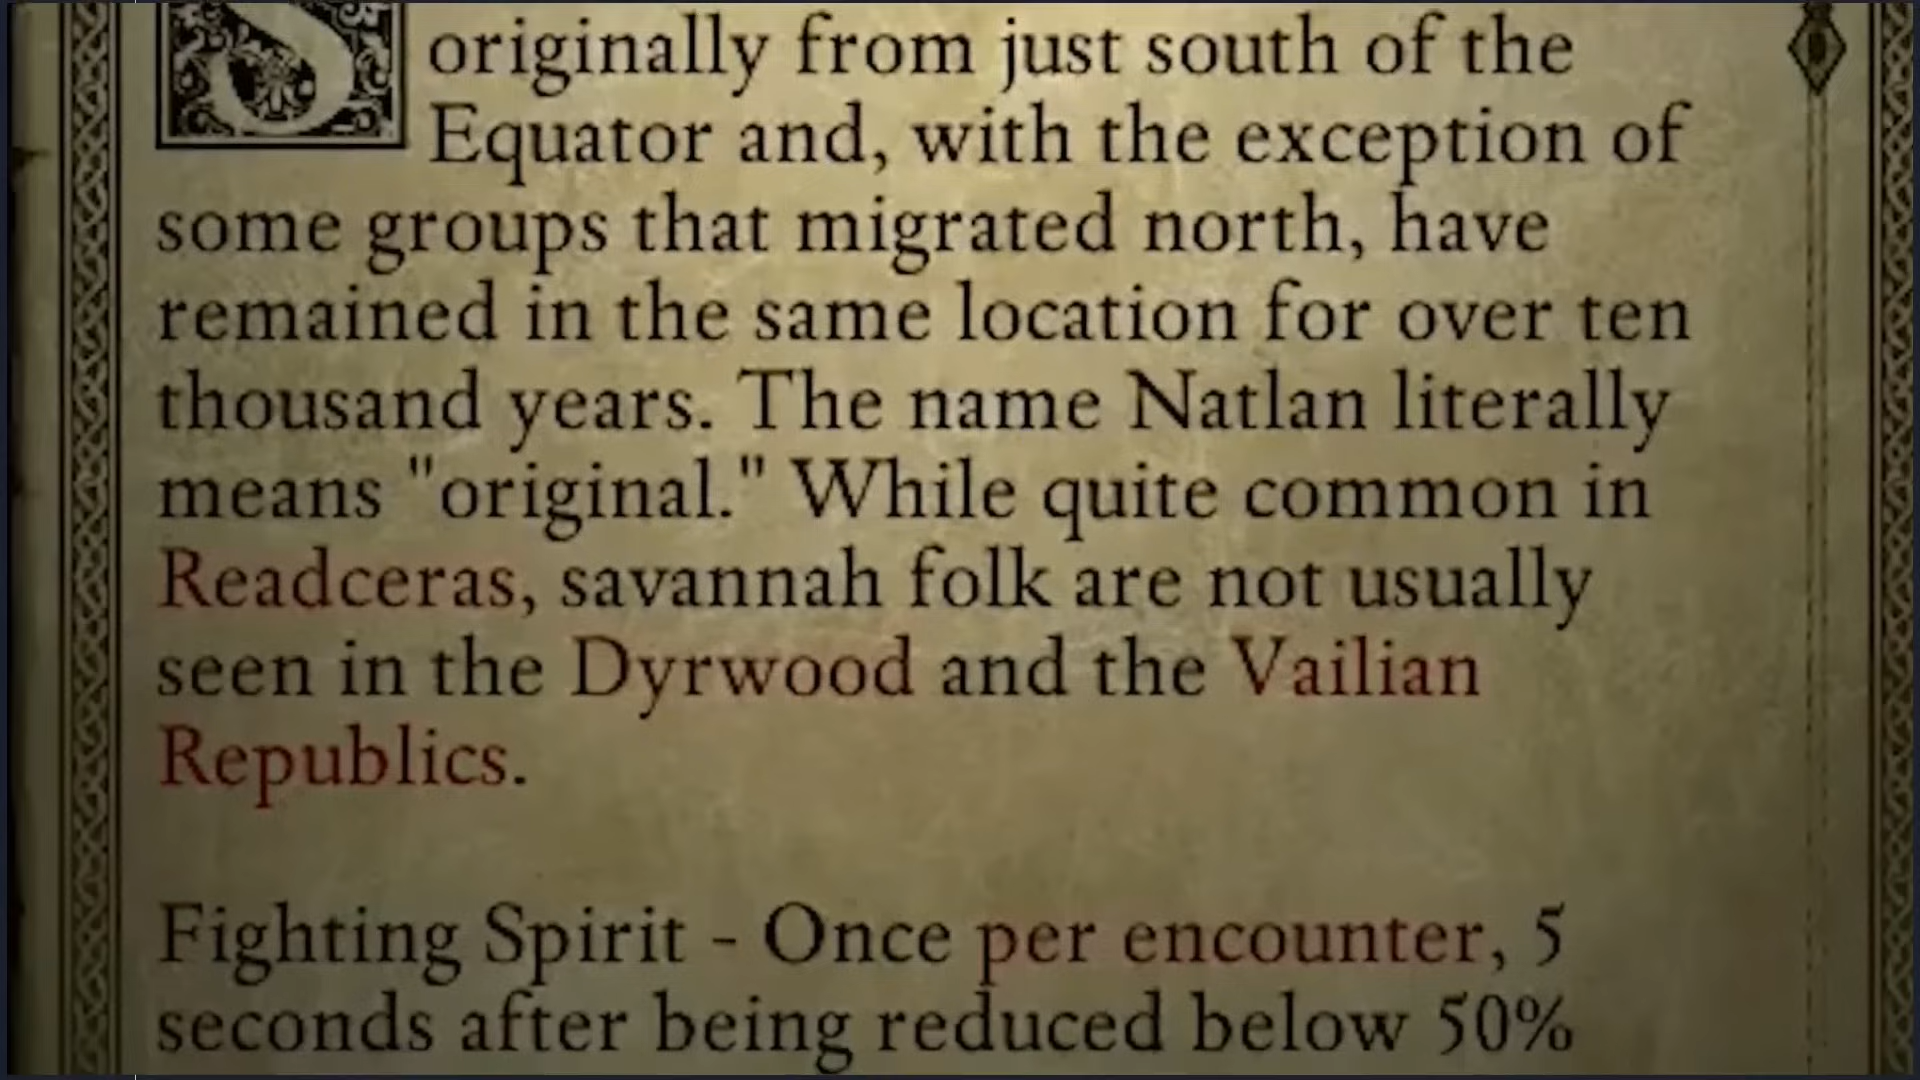 S originally from just south of the
Equator and, with the exception of
some groups that migrated north, have
remained in the same location for over ten
thousand years. The name Natlan literally
means "original." While quite common in
Readceras, savannah folk are not usually
seen in the Dyrwood and the Vailian
Republics.
Fighting Spirit - Once per encounter, 5
seconds after being reduced below 50%